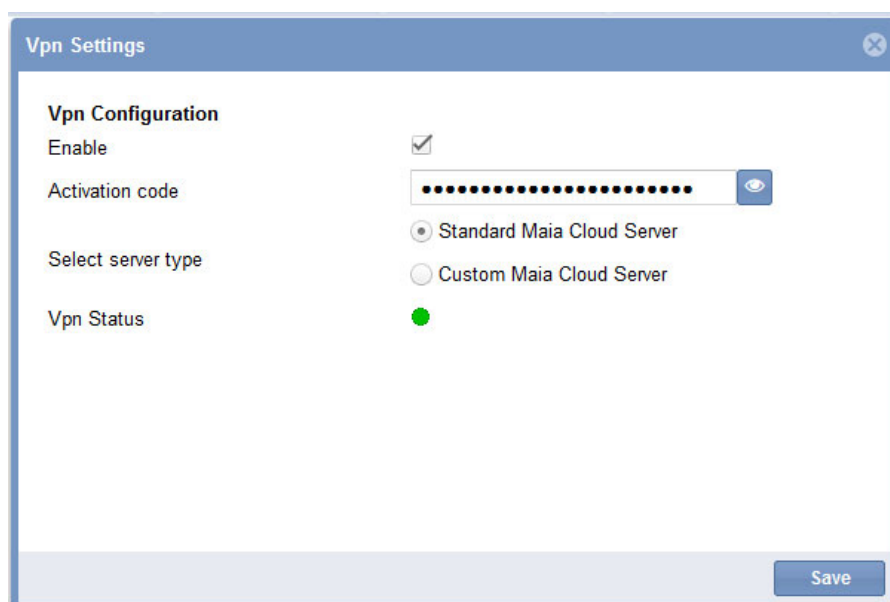 Vpn Settings
Vpn Configuration
Enable
Activation code
●●●●●●●●●●●●●●●●●●●●●●●
Select server type
Standard Maia Cloud Server
Custom Maia Cloud Server
Vpn Status
Save